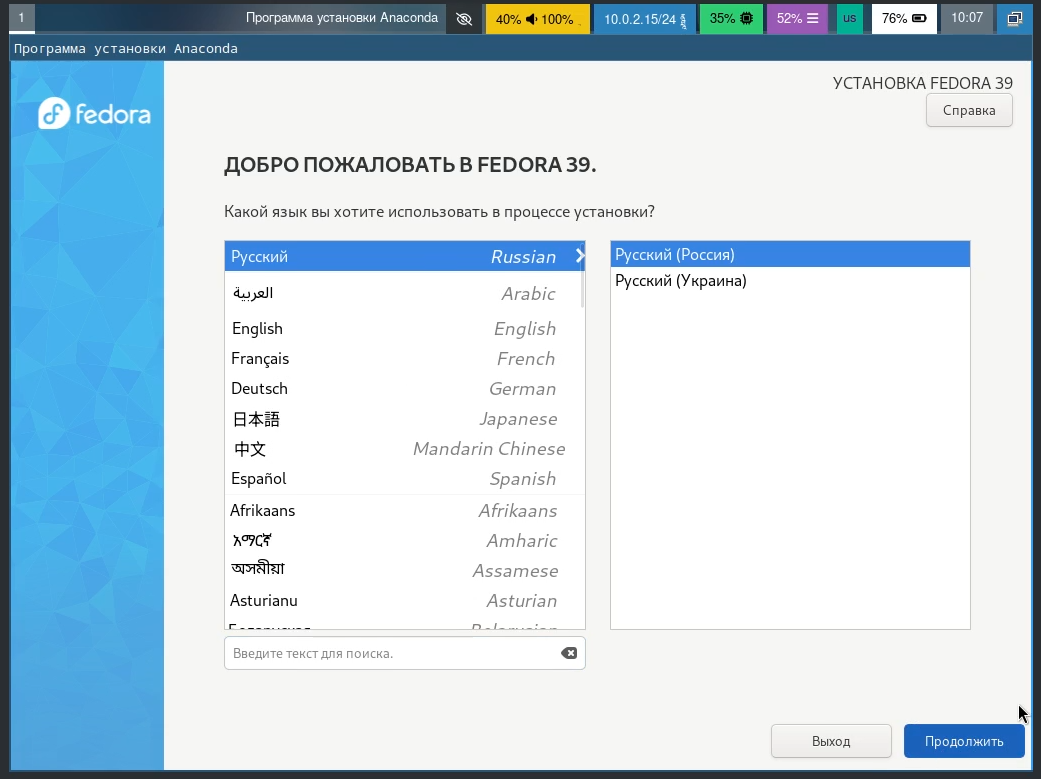 1 Программа установки Anaconda 40% 100% 10.0.2.15/24 35% 52% us 76% 10:07
Программа установки Anaconda
fedora
УСТАНОВКА FEDORA 39
Справка
ДОБРО ПОЖАЛОВАТЬ В FEDORA 39.
Какой язык вы хотите использовать в процессе установки?
Русский Russian
العربية Arabic
English English
Français French
Deutsch German
日本語 Japanese
中文 Mandarin Chinese
Español Spanish
Afrikaans Afrikaans
አማርኛ Amharic
অসমীয়া Assamese
Asturianu Asturian
Русский (Россия)
Русский (Украина)
Введите текст для поиска.
Выход
Продолжить